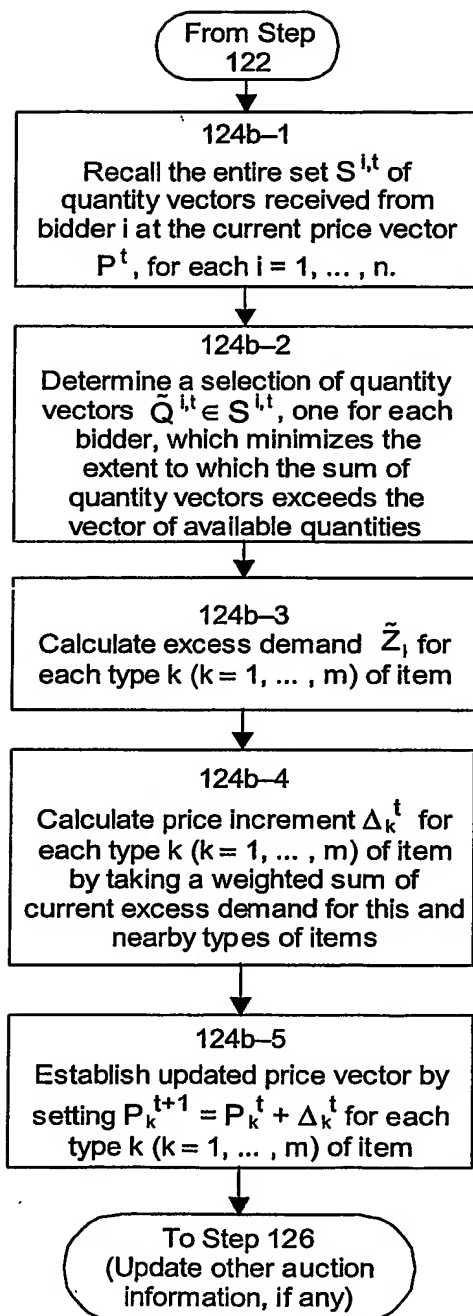 From Step
122
124b–1
Recall the entire set S^{i,t} of
quantity vectors received from
bidder i at the current price vector
P^t, for each i = 1, ... , n.
124b–2
Determine a selection of quantity
vectors Q̃^{i,t} ∈ S^{i,t}, one for each
bidder, which minimizes the
extent to which the sum of
quantity vectors exceeds the
vector of available quantities
124b–3
Calculate excess demand Z̃_l for
each type k (k = 1, ... , m) of item
124b–4
Calculate price increment Δ_k^t for
each type k (k = 1, ... , m) of item
by taking a weighted sum of
current excess demand for this and
nearby types of items
124b–5
Establish updated price vector by
setting P_k^{t+1} = P_k^t + Δ_k^t for each
type k (k = 1, ... , m) of item
To Step 126
(Update other auction
information, if any)